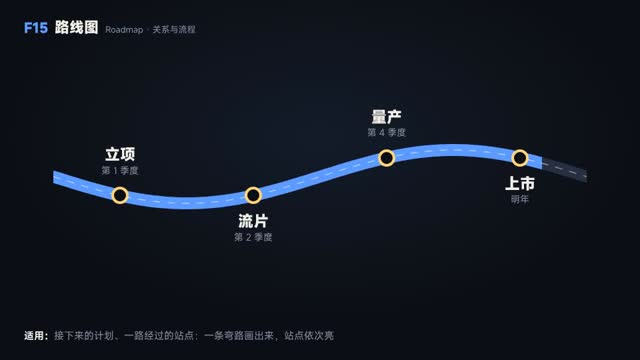 F15 路线图 Roadmap · 关系与流程
立项
第 1 季度
流片
第 2 季度
量产
第 4 季度
上市
明年
适用：接下来的计划、一路经过的站点：一条弯路画出来，站点依次亮